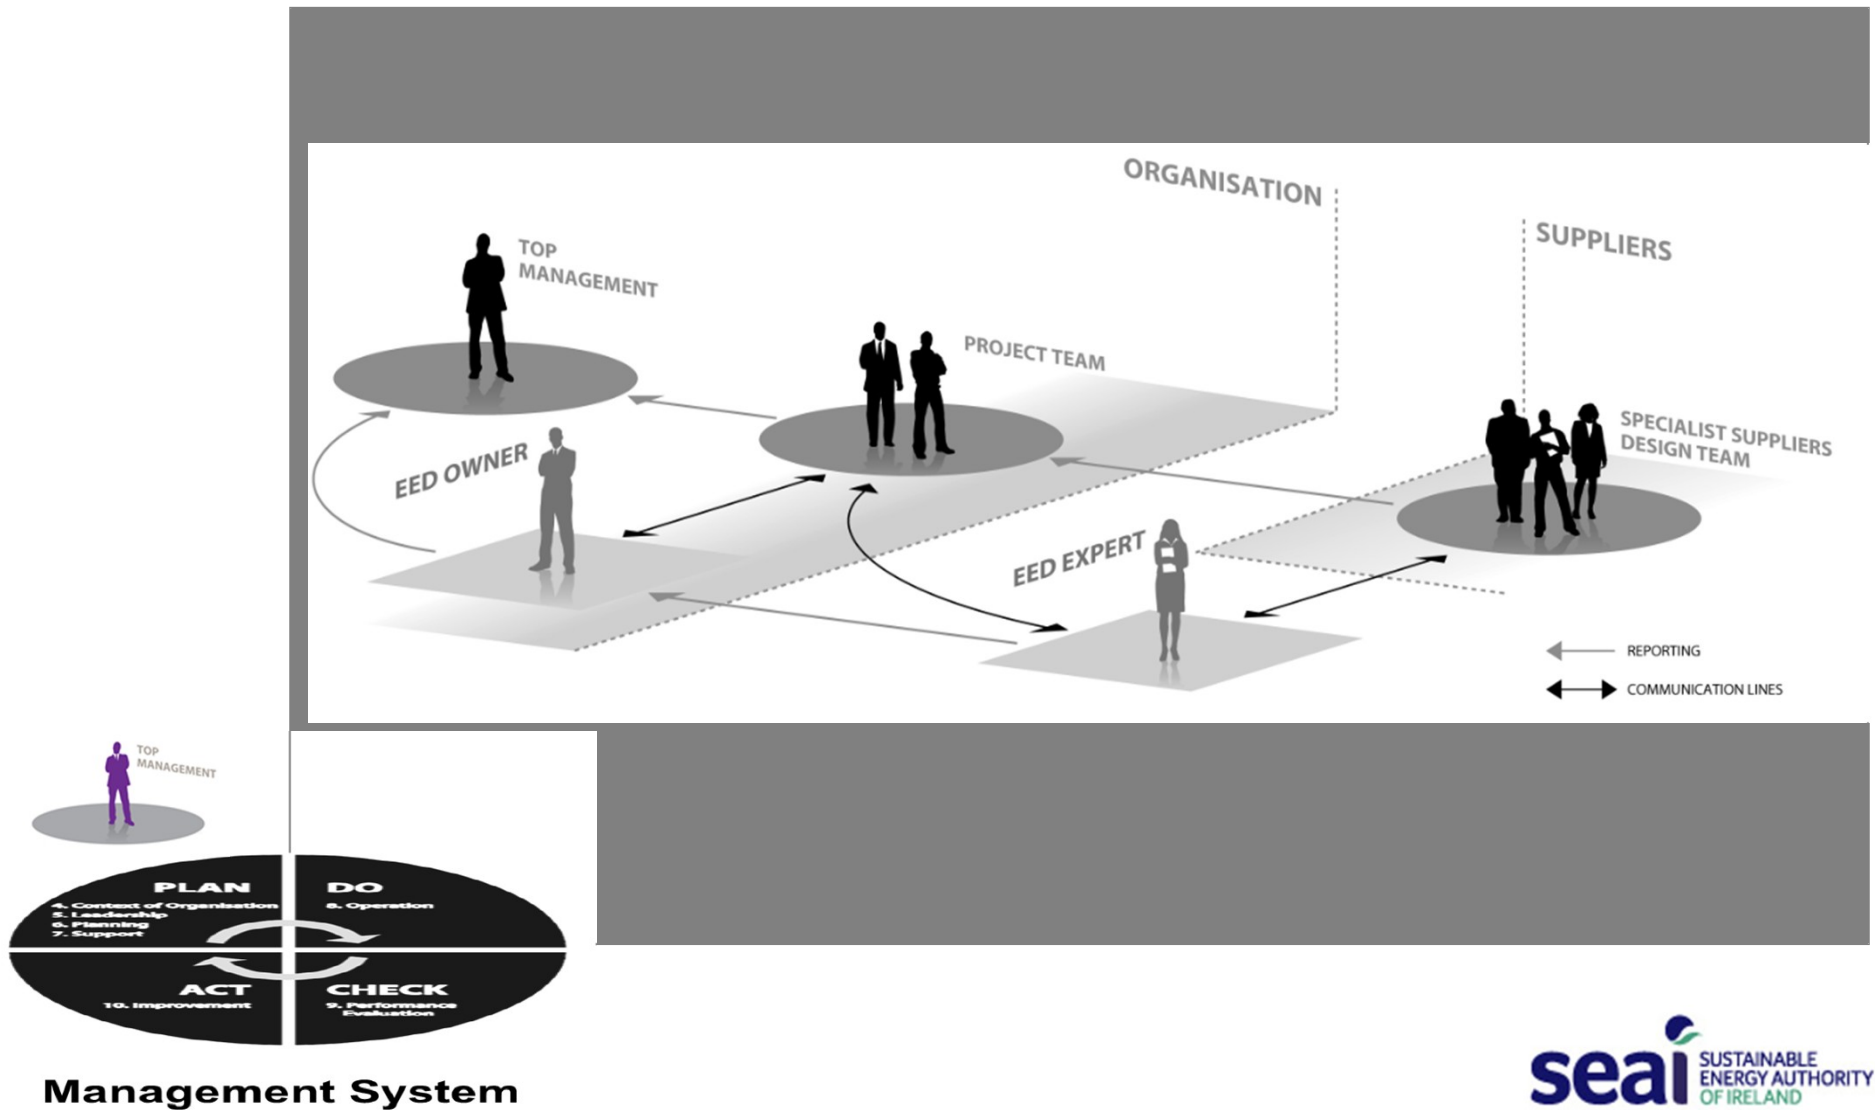 ORGANISATION
SUPPLIERS
TOP
MANAGEMENT
PROJECT TEAM
SPECIALIST SUPPLIERS
DESIGN TEAM
EED OWNER
EED EXPERT
REPORTING
COMMUNICATION LINES
TOP
MANAGEMENT
PLAN
4. Context of Organisation
5. Leadership
6. Planning
7. Support
DO
8. Operation
ACT
10. Improvement
CHECK
9. Performance
Evaluation
Management System
seai
SUSTAINABLE
ENERGY AUTHORITY
OF IRELAND